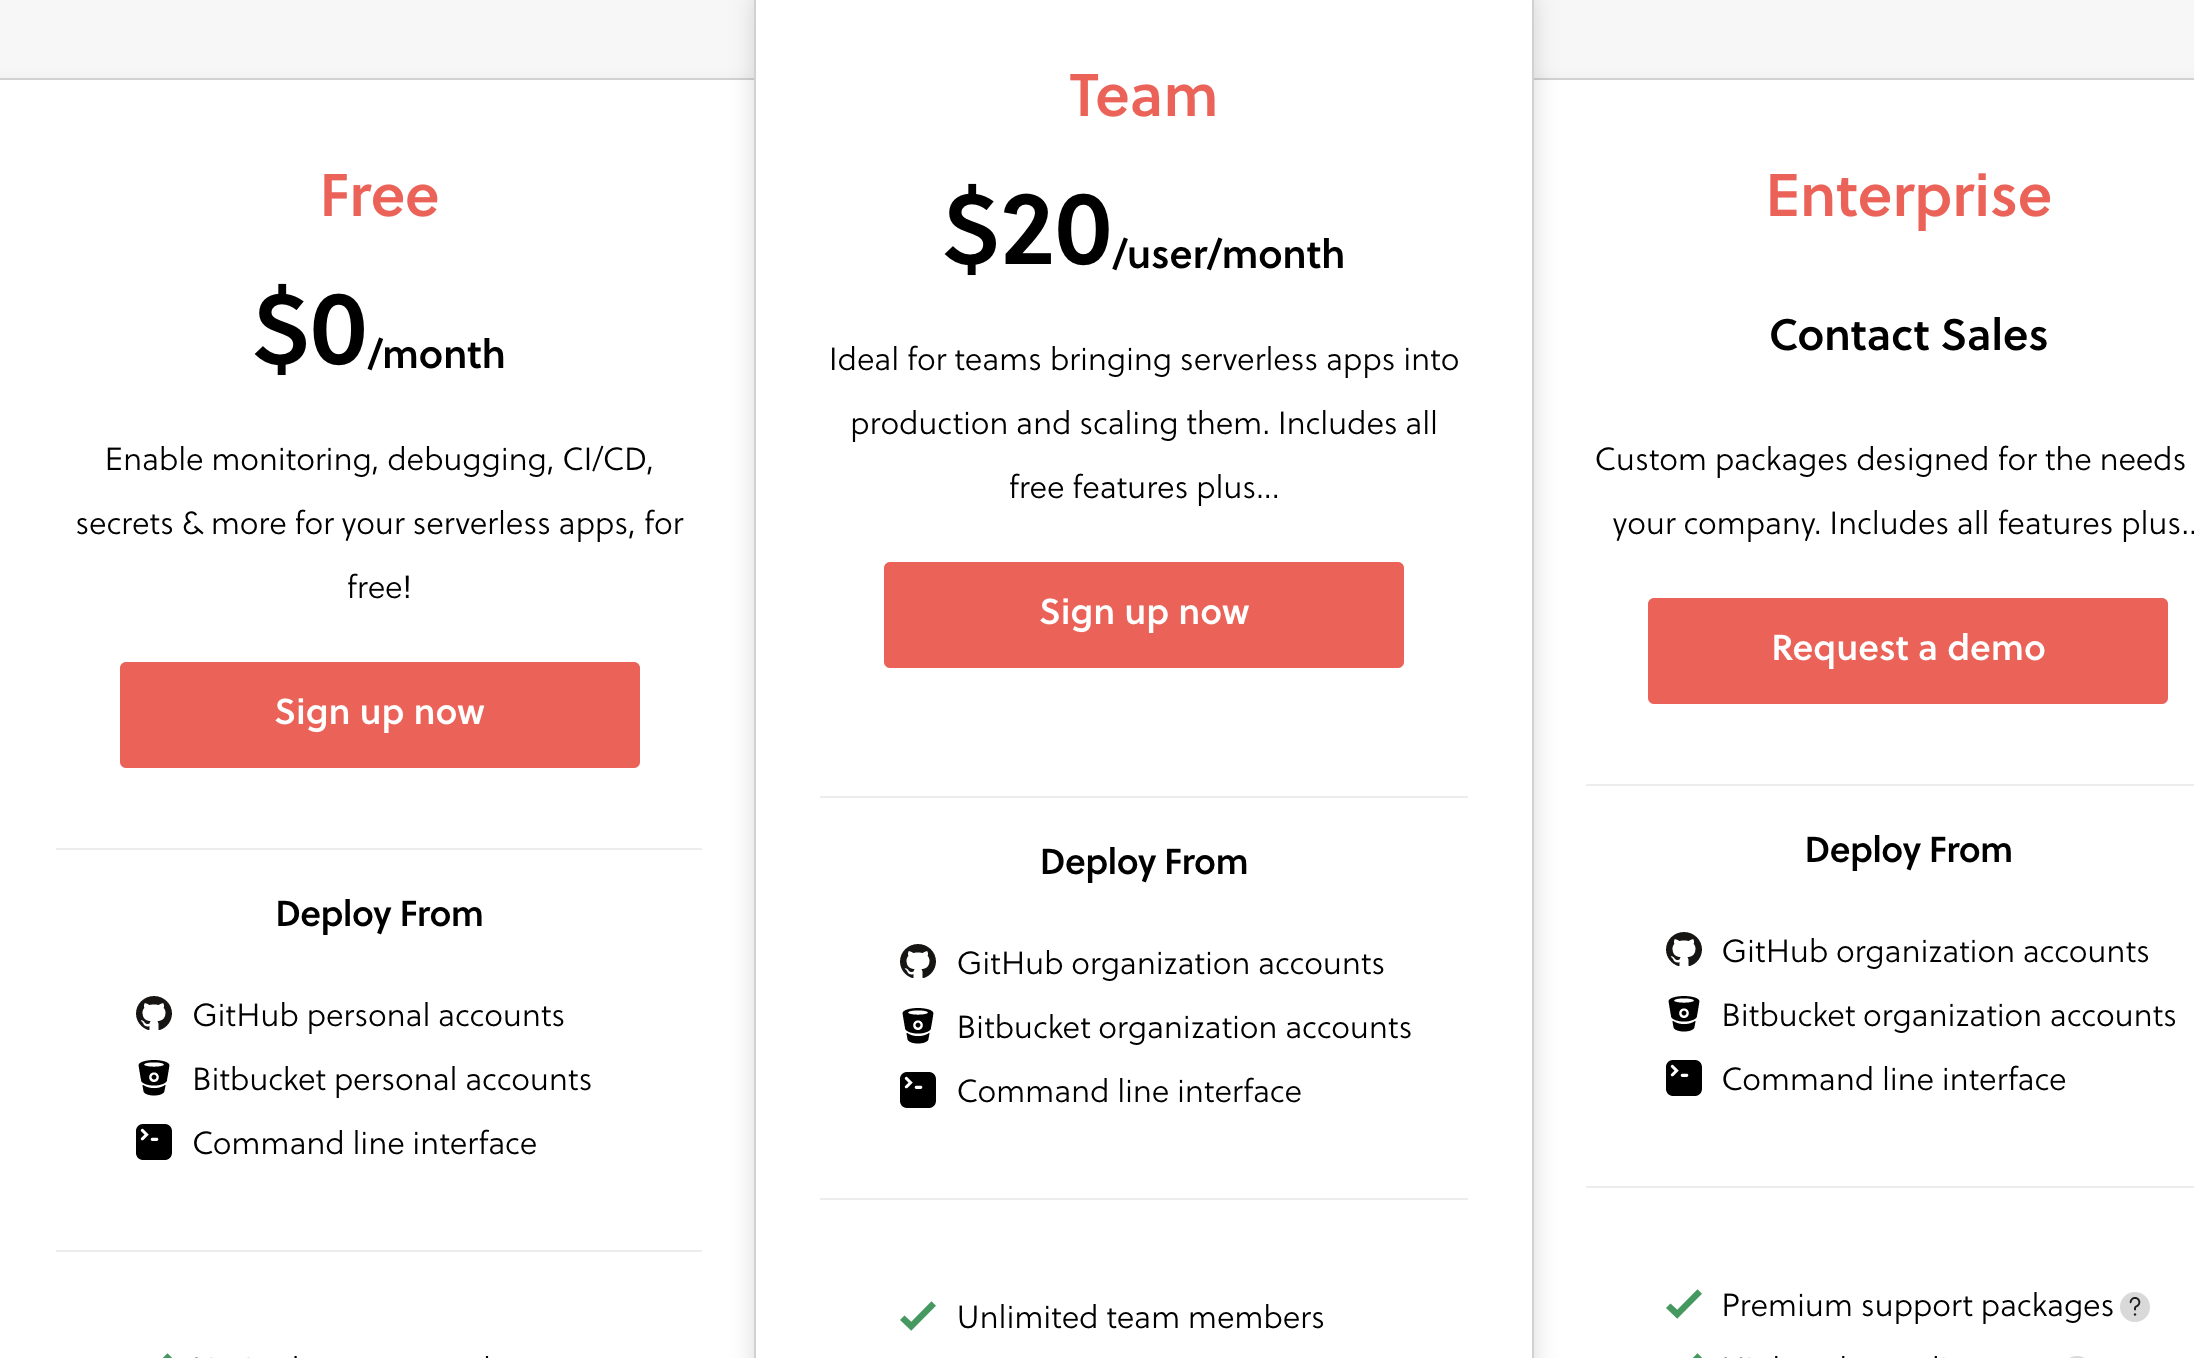 Free
$0/month
Enable monitoring, debugging, CI/CD,
secrets & more for your serverless apps, for
free!
Sign up now
Deploy From
GitHub personal accounts
Bitbucket personal accounts
Command line interface
Team
$20/user/month
Ideal for teams bringing serverless apps into
production and scaling them. Includes all
free features plus...
Sign up now
Deploy From
GitHub organization accounts
Bitbucket organization accounts
Command line interface
Unlimited team members
Enterprise
Contact Sales
Custom packages designed for the needs
your company. Includes all features plus..
Request a demo
Deploy From
GitHub organization accounts
Bitbucket organization accounts
Command line interface
Premium support packages ?